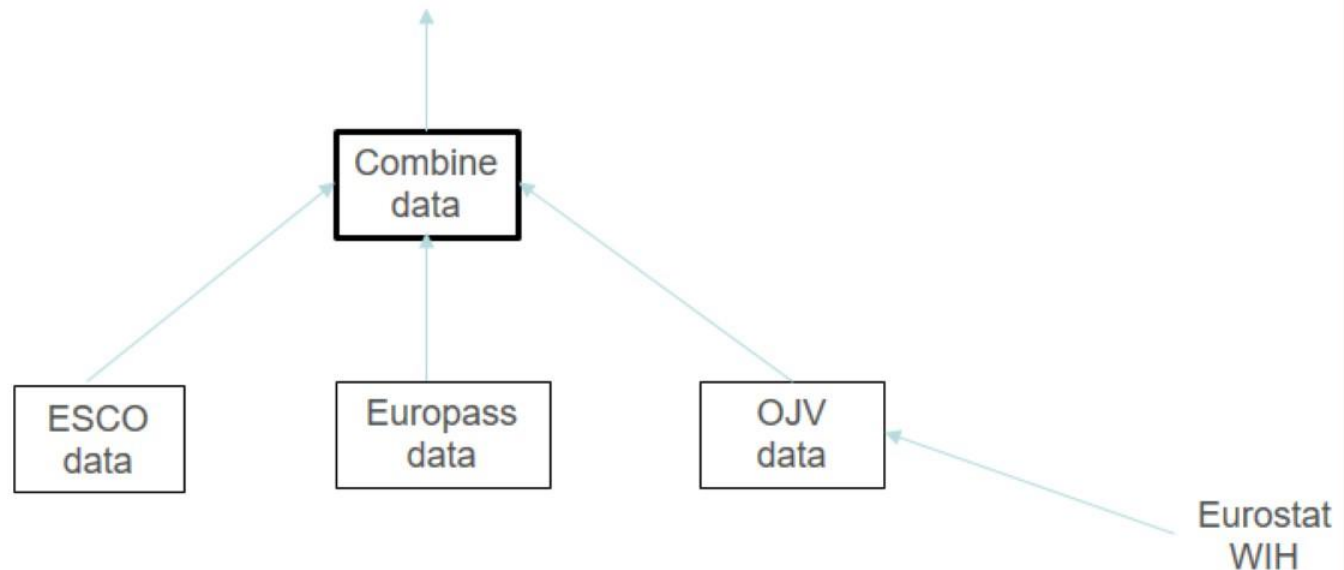 Combine
data
ESCO
data
Europass
data
OJV
data
Eurostat
WIH